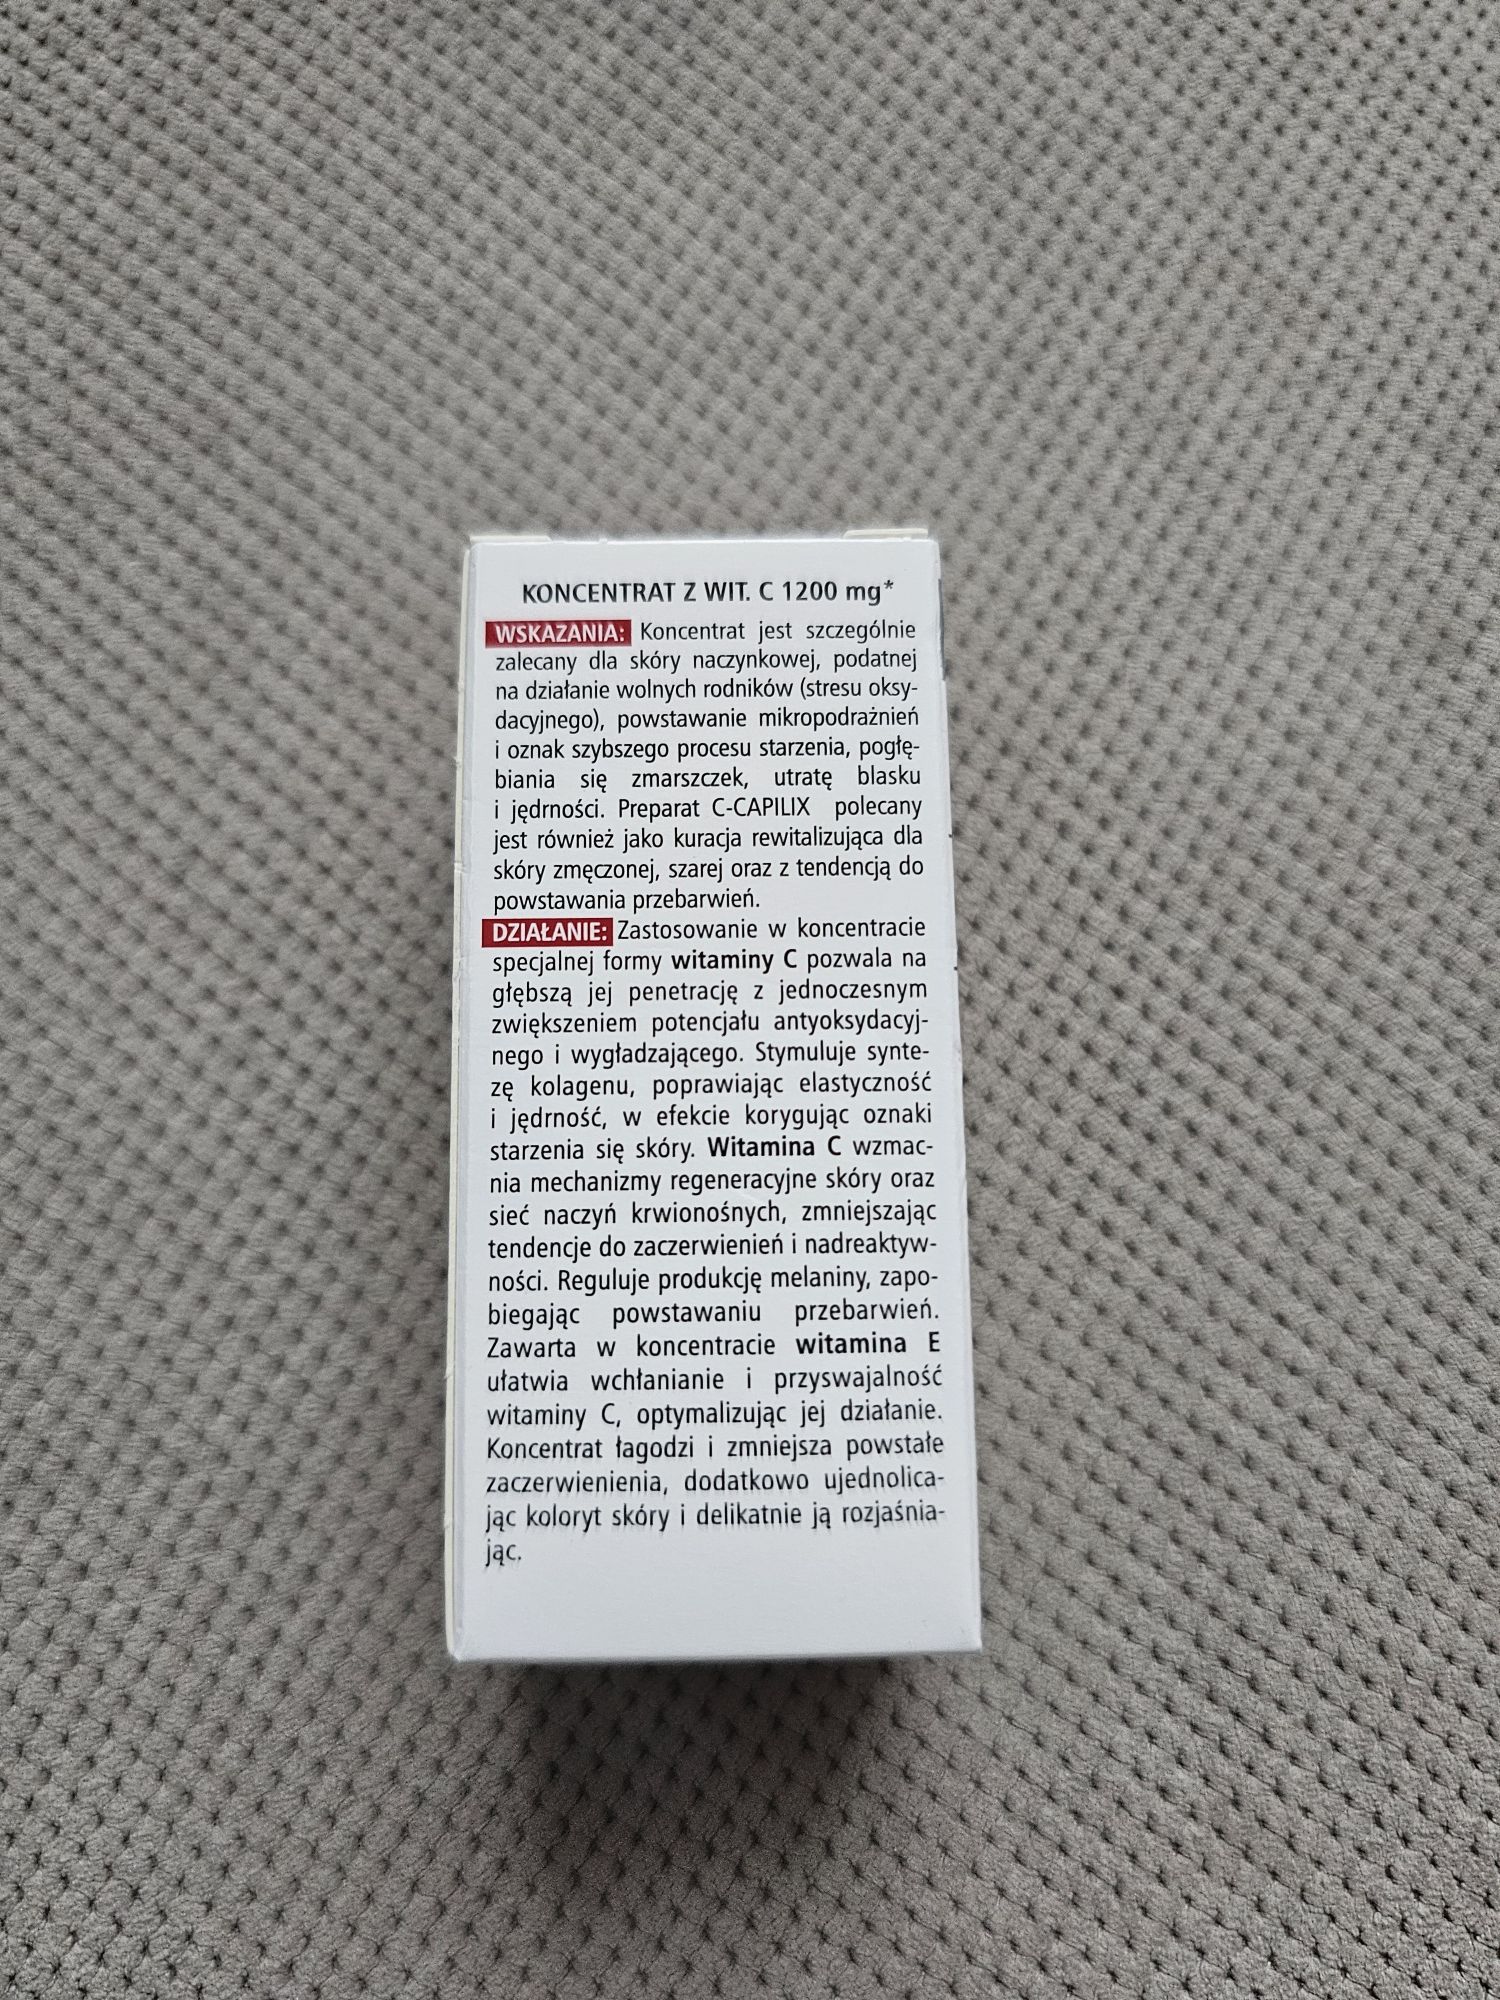 KONCENTRAT Z WIT. C 1200 mg*
WSKAZANIA: Koncentrat jest szczególnie
zalecany dla skóry naczynkowej, podatnej
na działanie wolnych rodników (stresu oksy-
dacyjnego), powstawanie mikropodrażnień
i oznak szybszego procesu starzenia, pogłę-
biania się zmarszczek, utratę blasku
i jędrności. Preparat C-CAPILIX polecany
jest również jako kuracja rewitalizująca dla
skóry zmęczonej, szarej oraz z tendencją do
powstawania przebarwień.
DZIAŁANIE: Zastosowanie w koncentracie
specjalnej formy witaminy C pozwala na
głębszą jej penetrację z jednoczesnym
zwiększeniem potencjału antyoksydacyj-
nego i wygładzającego. Stymuluje synte-
zę kolagenu, poprawiając elastyczność
i jędrność, w efekcie korygując oznaki
starzenia się skóry. Witamina C wzmac-
nia mechanizmy regeneracyjne skóry oraz
sieć naczyń krwionośnych, zmniejszając
tendencje do zaczerwienień i nadreaktyw-
ności. Reguluje produkcję melaniny, zapo-
biegając powstawaniu przebarwień.
Zawarta w koncentracie witamina E
ułatwia wchłanianie i przyswajalność
witaminy C, optymalizując jej działanie.
Koncentrat łagodzi i zmniejsza powstałe
zaczerwienienia, dodatkowo ujednolica-
jąc koloryt skóry i delikatnie ją rozjaśnia-
jąc.